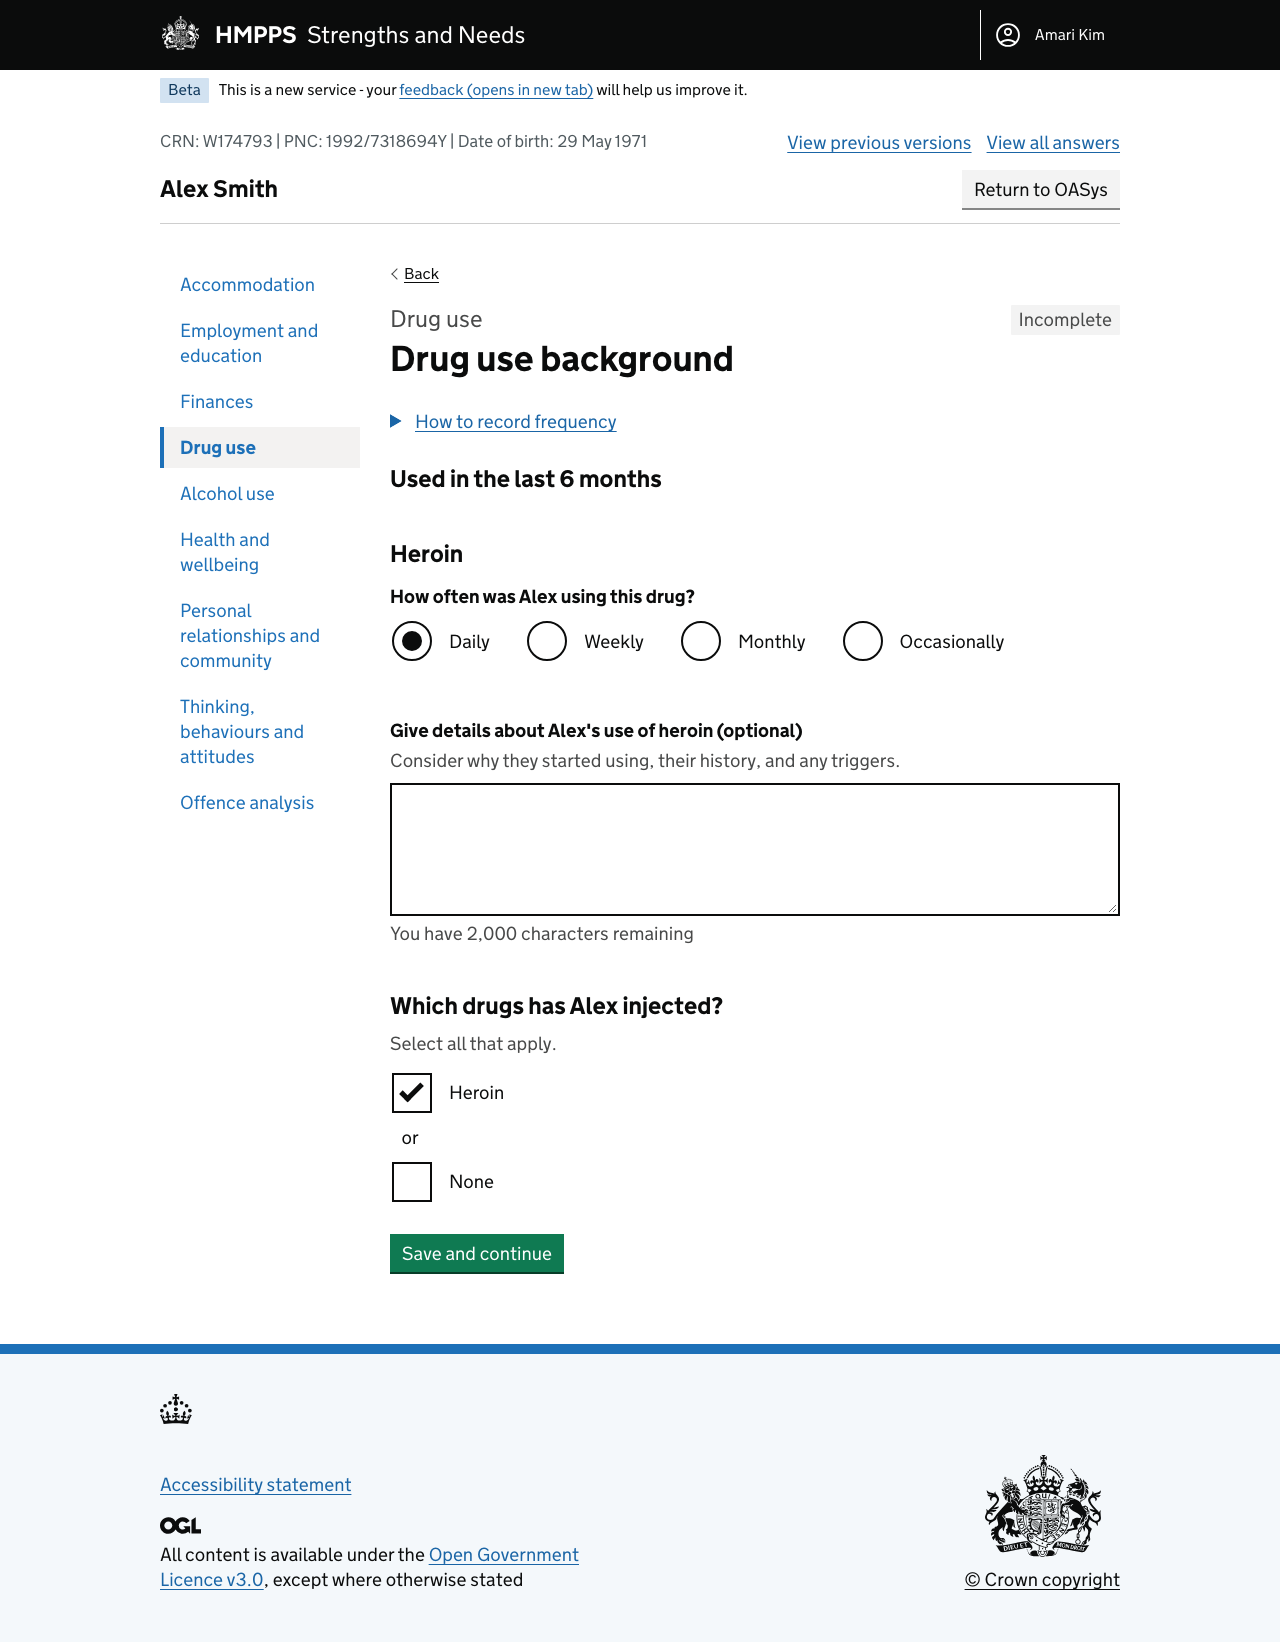 HMPPS Strengths and Needs
Amari Kim
Beta This is a new service - your feedback (opens in new tab) will help us improve it.
CRN: W174793 | PNC: 1992/7318694Y | Date of birth: 29 May 1971
View previous versions View all answers
Alex Smith
Return to OASys
Accommodation
Employment and
education
Finances
Drug use
Alcohol use
Health and
wellbeing
Personal
relationships and
community
Thinking,
behaviours and
attitudes
Offence analysis
Back
Drug use
Incomplete
Drug use background
How to record frequency
Used in the last 6 months
Heroin
How often was Alex using this drug?
Daily Weekly Monthly Occasionally
Give details about Alex's use of heroin (optional)
Consider why they started using, their history, and any triggers.
You have 2,000 characters remaining
Which drugs has Alex injected?
Select all that apply.
Heroin
or
None
Save and continue
Accessibility statement
OGL
All content is available under the Open Government
Licence v3.0, except where otherwise stated
© Crown copyright